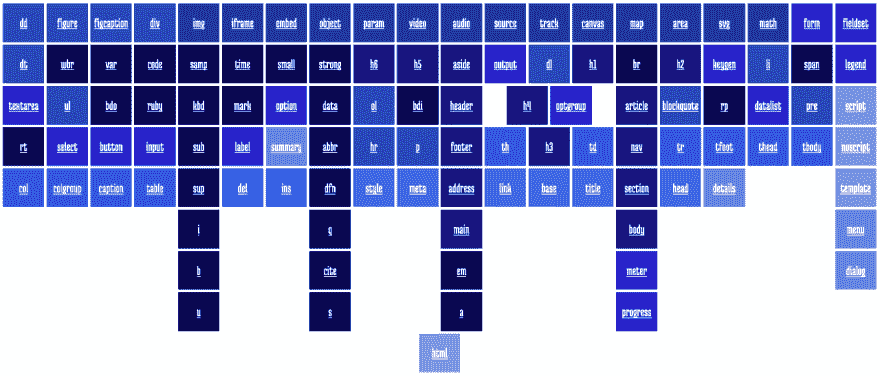 dd figure figcaption div img iframe embed object param video audio source track canvas map area svg math form fieldset
dt wbr var code samp time small strong h6 h5 aside output dl h1 br h2 keygen li span legend
textarea ul bdo ruby kbd mark option data ol bdi header h4 optgroup article blockquote rp datalist pre script
rt select button input sub label summary abbr hr p footer th h3 td nav tr tfoot thead tbody noscript
col colgroup caption table sup del ins dfn style meta address link base title section head details template
i q main body menu
b cite em meter dialog
u s a progress
html